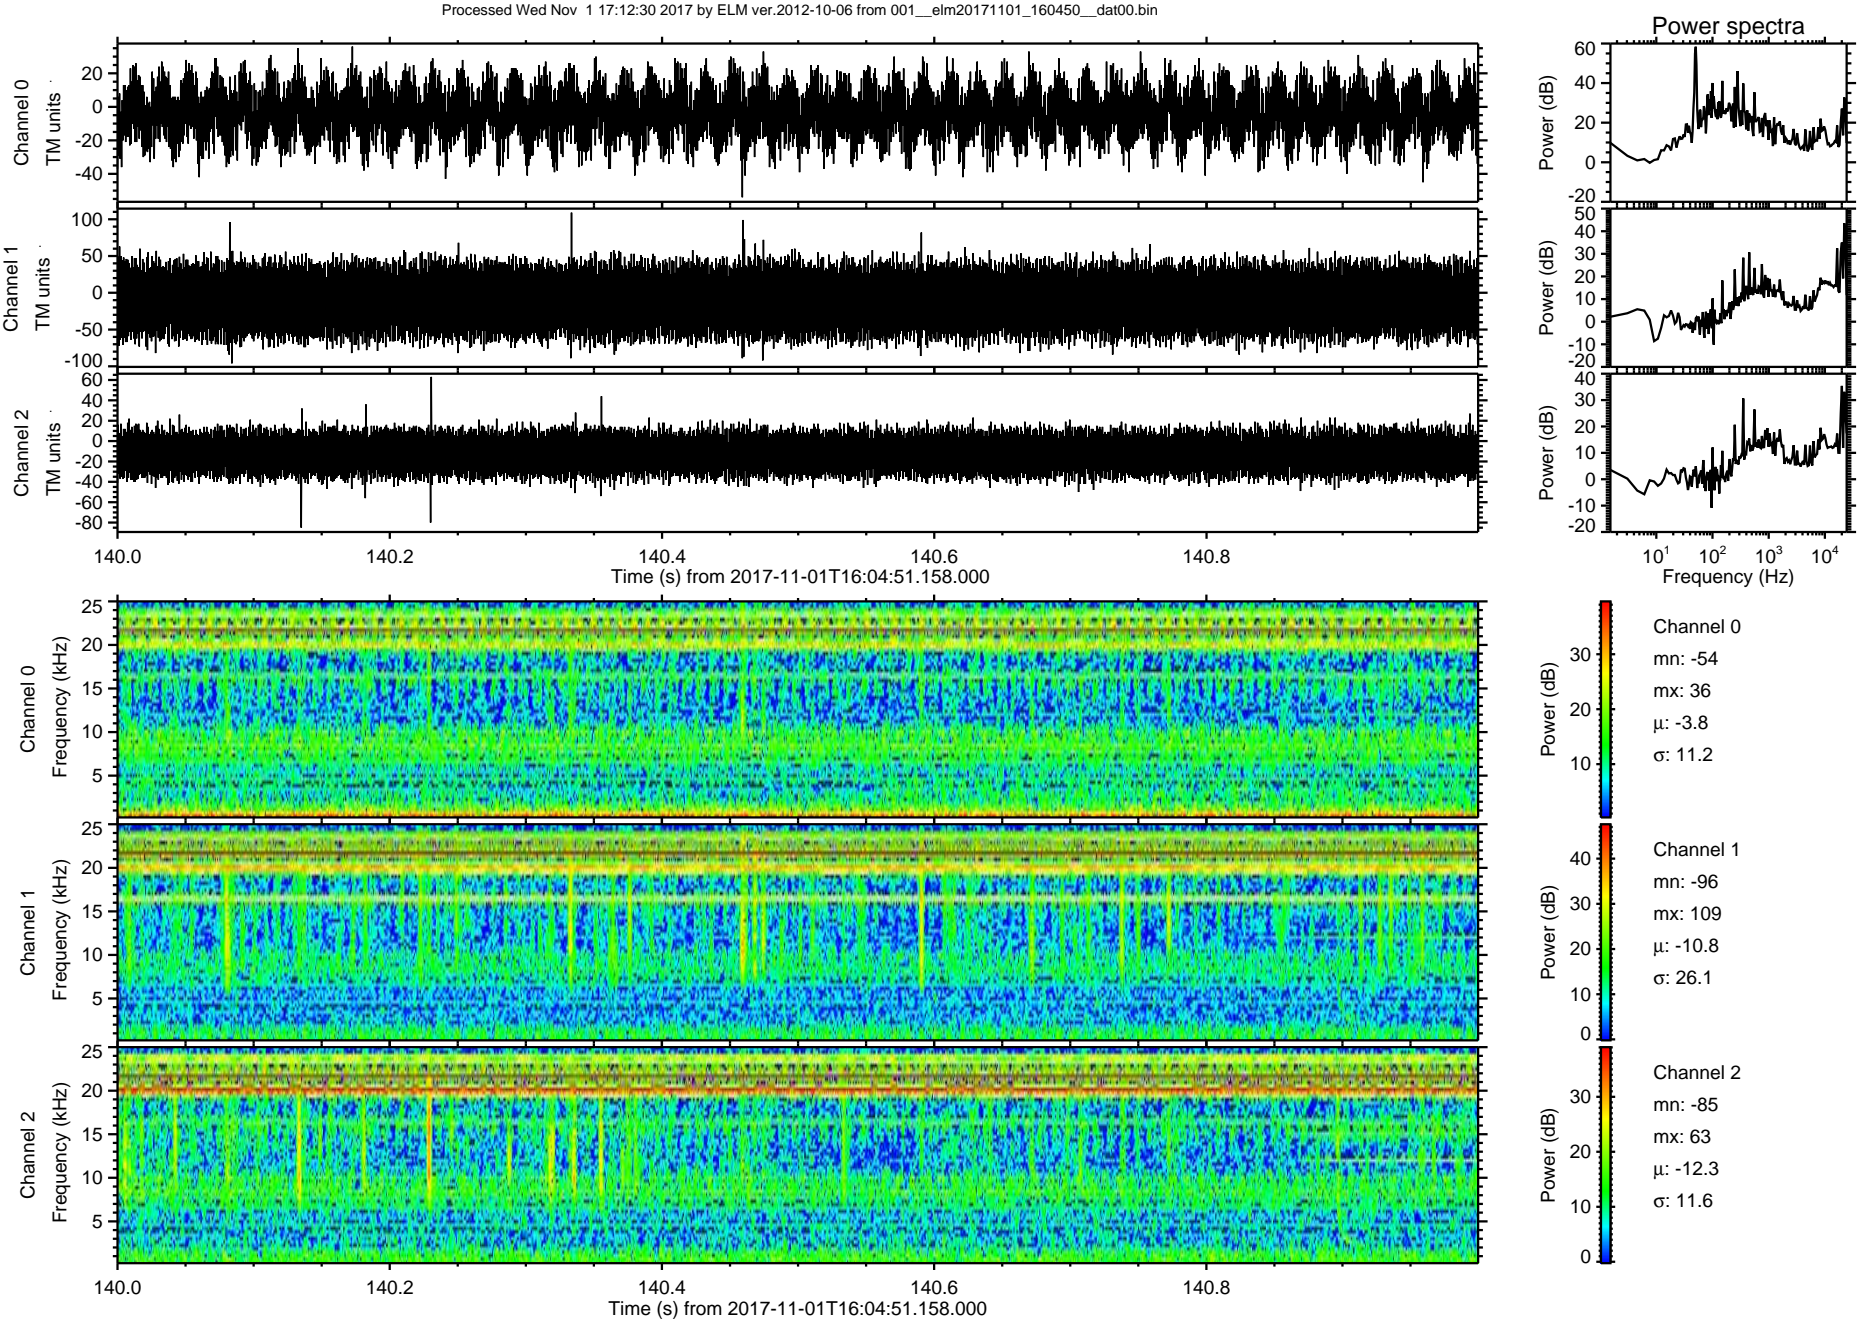 Processed Wed Nov  1 17:12:30 2017 by ELM ver.2012-10-06 from 001__elm20171101_160450__dat00.bin
Power spectra
Channel 0
TM units
20
0
-20
-40
Power (dB)
60
40
20
0
-20
Channel 1
TM units
100
50
0
-50
-100
Power (dB)
50
40
30
20
10
0
-10
-20
Channel 2
TM units
60
40
20
0
-20
-40
-60
-80
Power (dB)
40
30
20
10
0
-10
-20
140.0 140.2 140.4 140.6 140.8
Time (s) from 2017-11-01T16:04:51.158.000
10¹ 10² 10³ 10⁴
Frequency (Hz)
Channel 0
Frequency (kHz)
25
20
15
10
5
Power (dB)
30
20
10
Channel 0
mn: -54
mx: 36
μ: -3.8
σ: 11.2
Channel 1
Frequency (kHz)
25
20
15
10
5
Power (dB)
40
30
20
10
0
Channel 1
mn: -96
mx: 109
μ: -10.8
σ: 26.1
Channel 2
Frequency (kHz)
25
20
15
10
5
Power (dB)
30
20
10
0
Channel 2
mn: -85
mx: 63
μ: -12.3
σ: 11.6
140.0 140.2 140.4 140.6 140.8
Time (s) from 2017-11-01T16:04:51.158.000